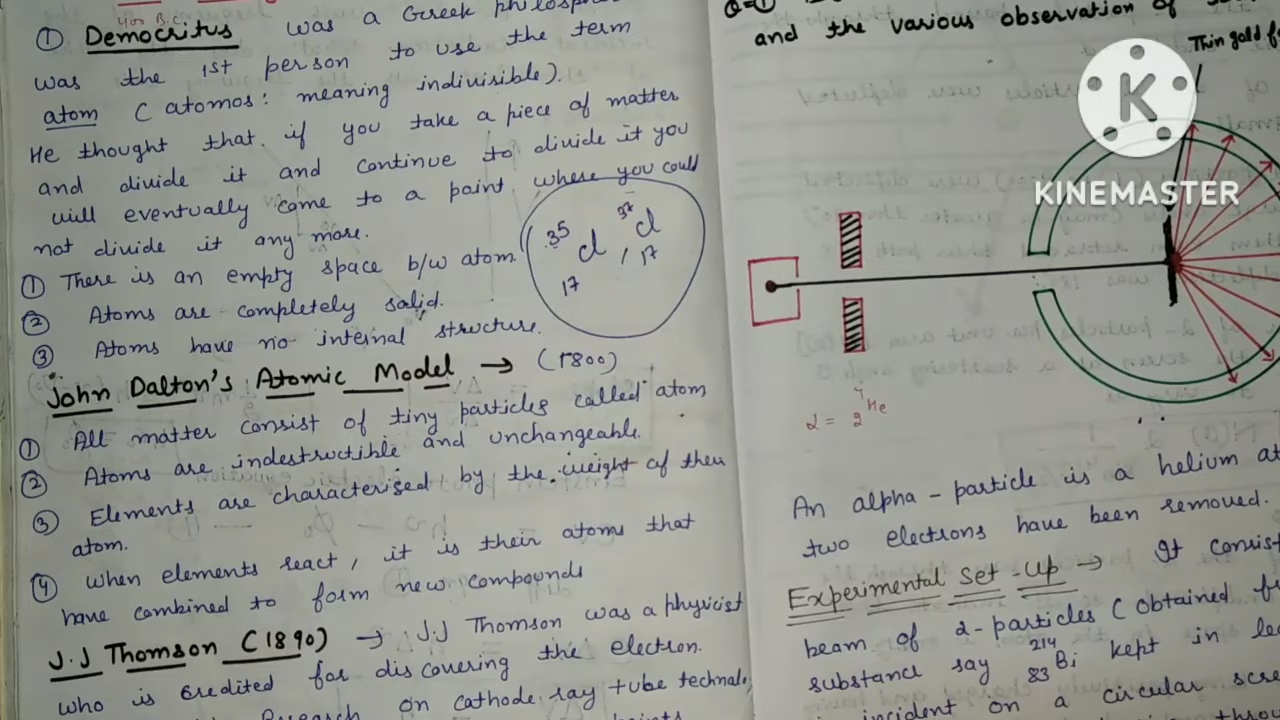 400 B.C.
① Democritus was a Greek
was the 1st person to use the term
atom (atomos: meaning indivisible).
He thought that if you take a piece of matter
and divide it and continue to divide it you
will eventually come to a point where you could
not divide it any more.
① There is an empty space b/w atom.
② Atoms are completely solid.
③ Atoms have no internal structure.
35 Cl 17 , 37 Cl 17
John Dalton's Atomic Model → (1800)
① All matter consist of tiny particles called atom
② Atoms are indestructible and unchangeable.
③ Elements are characterised by the weight of their
atom.
④ When elements react, it is their atoms that
have combined to form new compounds
J.J Thomson (1890) → J.J Thomson was a physicist
who is credited for discovering the electron.
Research on cathode ray tube
Q=①
and the various observation of
Thin gold
K
KINEMASTER
α = 4 2 He
An alpha-particle is a helium
two electrons have been removed.
Experimental Set-up → It consist
beam of α-particles (obtained
substance say 214 83 Bi kept in
incident on a circular